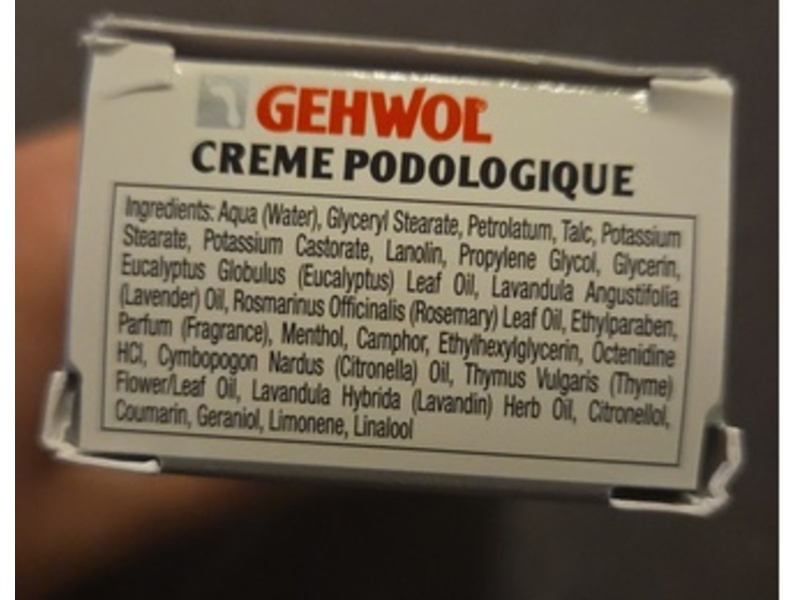 GEHWOL®
CREME PODOLOGIQUE
Ingredients: Aqua (Water), Glyceryl Stearate, Petrolatum, Talc, Potassium
Stearate, Potassium Castorate, Lanolin, Propylene Glycol, Glycerin,
Eucalyptus Globulus (Eucalyptus) Leaf Oil, Lavandula Angustifolia
(Lavender) Oil, Rosmarinus Officinalis (Rosemary) Leaf Oil, Ethylparaben,
Parfum (Fragrance), Menthol, Camphor, Ethylhexylglycerin, Octenidine
HCl, Cymbopogon Nardus (Citronella) Oil, Thymus Vulgaris (Thyme)
Flower/Leaf Oil, Lavandula Hybrida (Lavandin) Herb Oil, Citronellol,
Coumarin, Geraniol, Limonene, Linalool